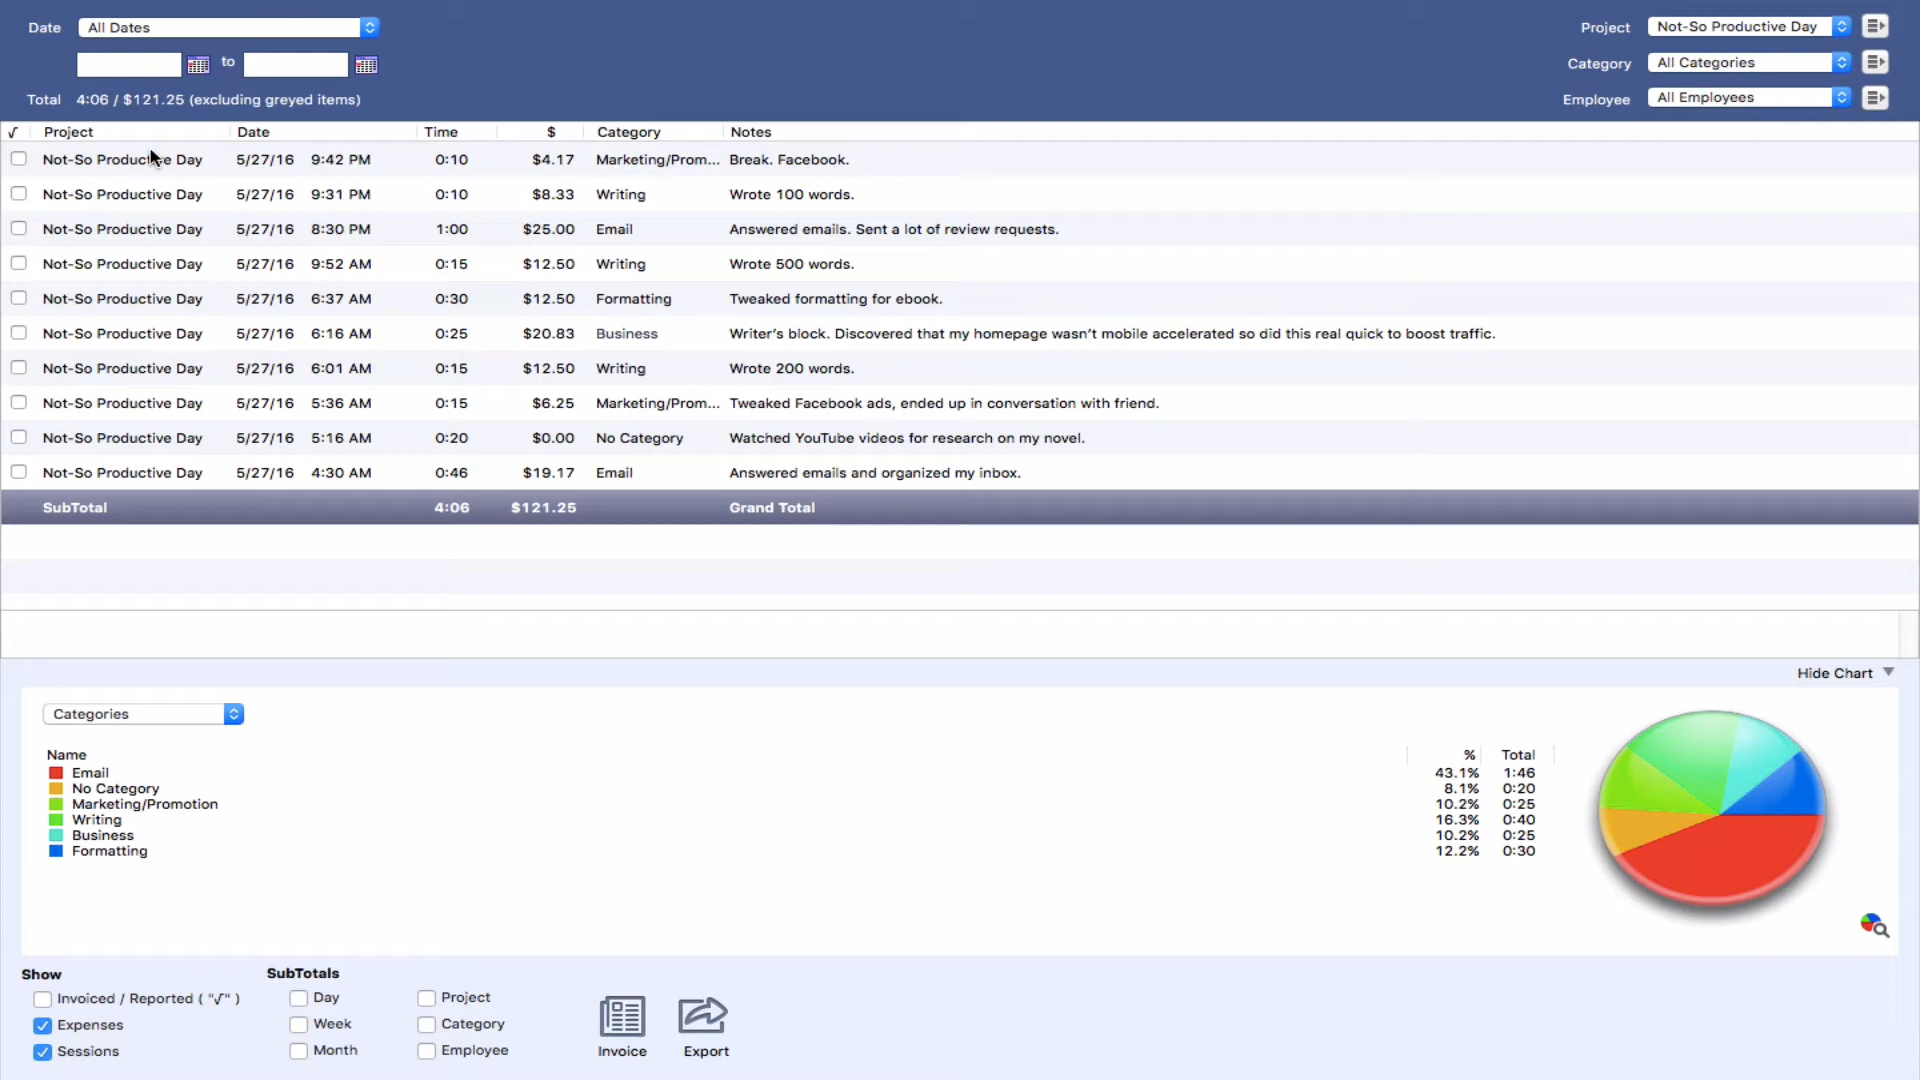 Date All Dates Project Not-So Productive Day
to Category All Categories
Total 4:06 / $121.25 (excluding greyed items) Employee All Employees
√ Project Date Time $ Category Notes
Not-So Productive Day 5/27/16 9:42 PM 0:10 $4.17 Marketing/Prom... Break. Facebook.
Not-So Productive Day 5/27/16 9:31 PM 0:10 $8.33 Writing Wrote 100 words.
Not-So Productive Day 5/27/16 8:30 PM 1:00 $25.00 Email Answered emails. Sent a lot of review requests.
Not-So Productive Day 5/27/16 9:52 AM 0:15 $12.50 Writing Wrote 500 words.
Not-So Productive Day 5/27/16 6:37 AM 0:30 $12.50 Formatting Tweaked formatting for ebook.
Not-So Productive Day 5/27/16 6:16 AM 0:25 $20.83 Business Writer’s block. Discovered that my homepage wasn’t mobile accelerated so did this real quick to boost traffic.
Not-So Productive Day 5/27/16 6:01 AM 0:15 $12.50 Writing Wrote 200 words.
Not-So Productive Day 5/27/16 5:36 AM 0:15 $6.25 Marketing/Prom... Tweaked Facebook ads, ended up in conversation with friend.
Not-So Productive Day 5/27/16 5:16 AM 0:20 $0.00 No Category Watched YouTube videos for research on my novel.
Not-So Productive Day 5/27/16 4:30 AM 0:46 $19.17 Email Answered emails and organized my inbox.
SubTotal 4:06 $121.25 Grand Total
Hide Chart
Categories
Name % Total
Email 43.1% 1:46
No Category 8.1% 0:20
Marketing/Promotion 10.2% 0:25
Writing 16.3% 0:40
Business 10.2% 0:25
Formatting 12.2% 0:30
Show SubTotals
Invoiced / Reported ( "√" ) Day Project
Expenses Week Category
Sessions Month Employee Invoice Export